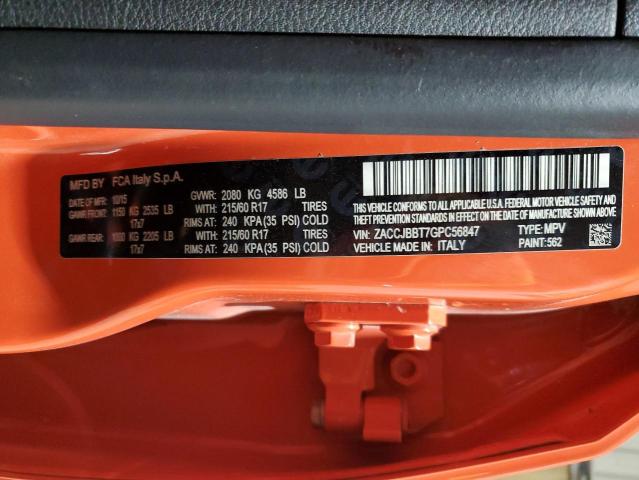 MFD BY FCA Italy S.p.A.
DATE OF MFR: 10/15 GVWR: 2080 KG 4586 LB
GAWR FRONT: 1150 KG 2535 LB WITH: 215/60 R17 TIRES
17x7 RIMS AT: 240 KPA (35 PSI) COLD
GAWR REAR: 1000 KG 2205 LB WITH: 215/60 R17 TIRES
17x7 RIMS AT: 240 KPA (35 PSI) COLD
THIS VEHICLE CONFORMS TO ALL APPLICABLE U.S.A. FEDERAL MOTOR VEHICLE
SAFETY, BUMPER, AND THEFT PREVENTION STANDARDS IN EFFECT
ON THE DATE OF MANUFACTURE SHOWN ABOVE.
VIN: ZACCJBBT7GPC56847 TYPE: MPV
VEHICLE MADE IN: ITALY PAINT: 562